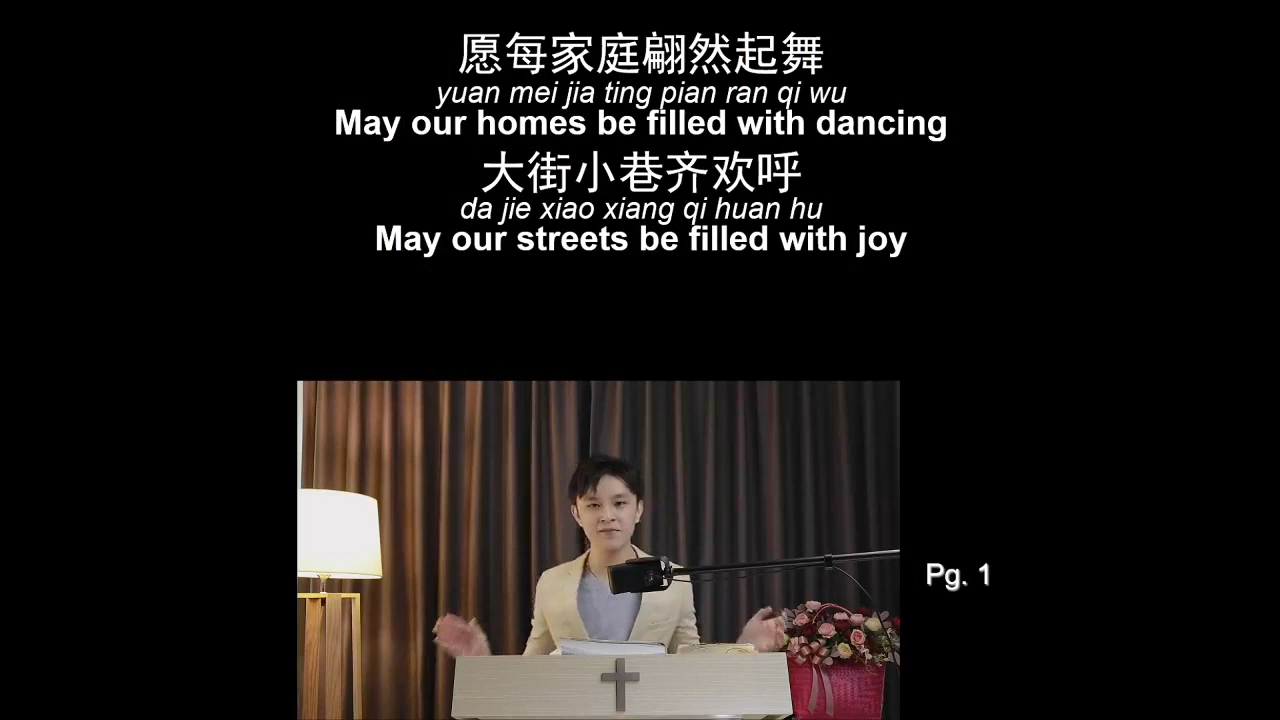 愿每家庭翩然起舞
yuan mei jia ting pian ran qi wu
May our homes be filled with dancing
大街小巷齐欢呼
da jie xiao xiang qi huan hu
May our streets be filled with joy
Pg. 1